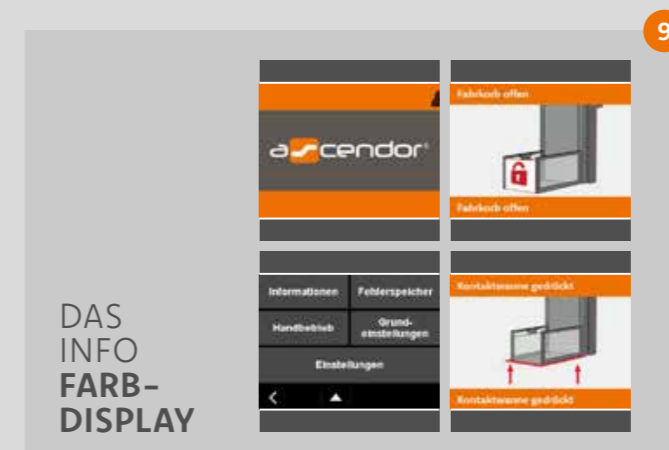 9
DAS
INFO
FARB-
DISPLAY
ascendor®
Fahrkorb offen
Fahrkorb offen
Informationen
Fehlerspeicher
Handbetrieb
Grund-
einstellungen
Einstellungen
Kontaktwanne gedrückt
Kontaktwanne gedrückt